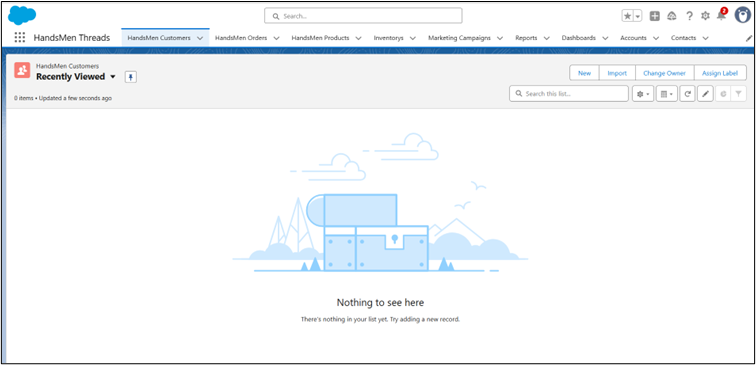 Search...
2
HandsMen Threads HandsMen Customers HandsMen Orders HandsMen Products Inventorys Marketing Campaigns Reports Dashboards Accounts Contacts
HandsMen Customers
Recently Viewed
New Import Change Owner Assign Label
0 items • Updated a few seconds ago
Search this list...
Nothing to see here
There's nothing in your list yet. Try adding a new record.